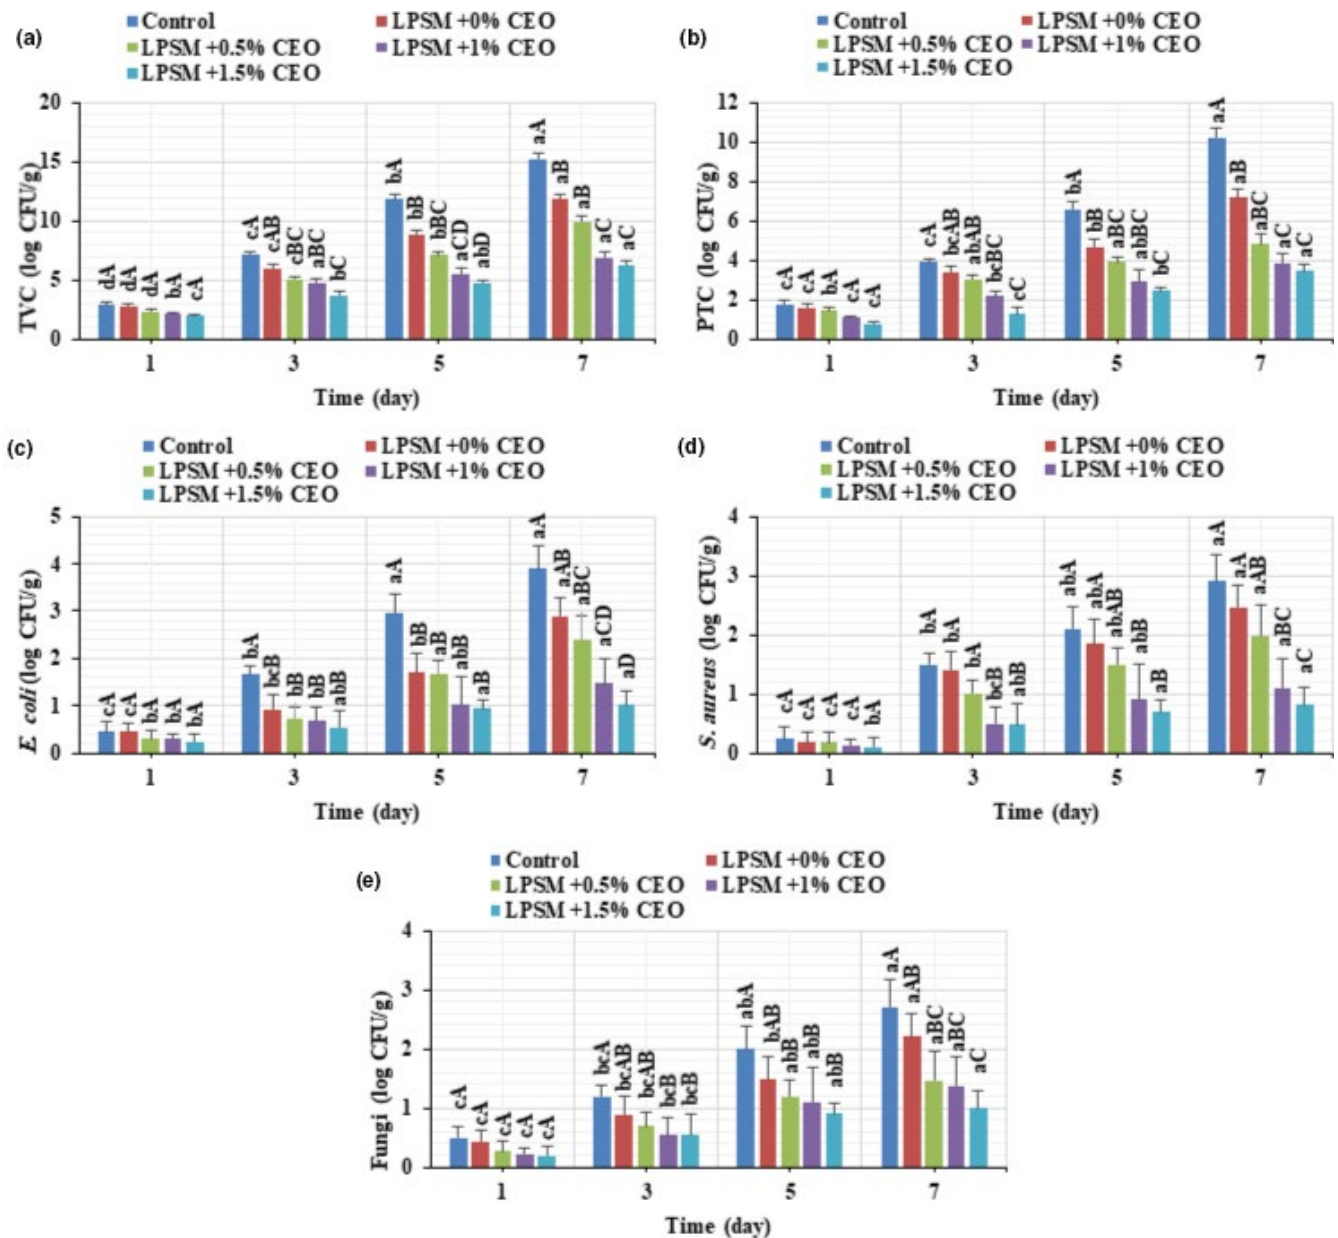 (a)
Control
LPSM +0% CEO
LPSM +0.5% CEO
LPSM +1% CEO
LPSM +1.5% CEO
TVC (log CFU/g)
20
15
10
5
0
dA dA dA bA cA
cA cAB cBC aBC bC
bA bB bBC aCD abD
aA aB aB aC aC
1 3 5 7
Time (day)
(b)
Control
LPSM +0% CEO
LPSM +0.5% CEO
LPSM +1% CEO
LPSM +1.5% CEO
PTC (log CFU/g)
12
10
8
6
4
2
0
cA cA bA cA cA
cA bcAB abAB bcBC cC
bA bB aBC abBC bC
aA aB aBC aC aC
1 3 5 7
Time (day)
(c)
Control
LPSM +0% CEO
LPSM +0.5% CEO
LPSM +1% CEO
LPSM +1.5% CEO
E. coli (log CFU/g)
5
4
3
2
1
0
cA cA bA bA bA
bA bcB bB bB abB
aA bB aB abB aB
aA aAB aBC aCD aD
1 3 5 7
Time (day)
(d)
Control
LPSM +0% CEO
LPSM +0.5% CEO
LPSM +1% CEO
LPSM +1.5% CEO
S. aureus (log CFU/g)
4
3
2
1
0
cA cA cA cA bA
bA bA bA bcB abB
abA abA abAB abB aB
aA aA aAB aBC aC
1 3 5 7
Time (day)
(e)
Control
LPSM +0% CEO
LPSM +0.5% CEO
LPSM +1% CEO
LPSM +1.5% CEO
Fungi (log CFU/g)
4
3
2
1
0
cA cA cA cA cA
bcA bcAB bcAB bcB bcB
abA bAB abB abB abB
aA aAB aBC aBC aC
1 3 5 7
Time (day)